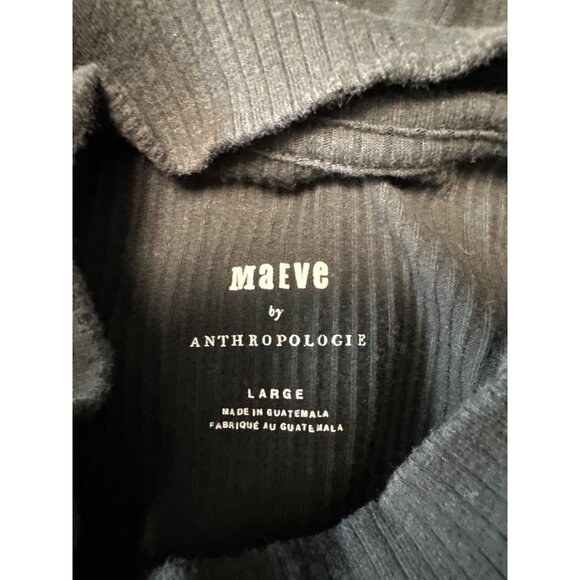 MaEVe
by
ANTHROPOLOGIE
LARGE
MADE IN GUATEMALA
FABRIQUÉ AU GUATEMALA